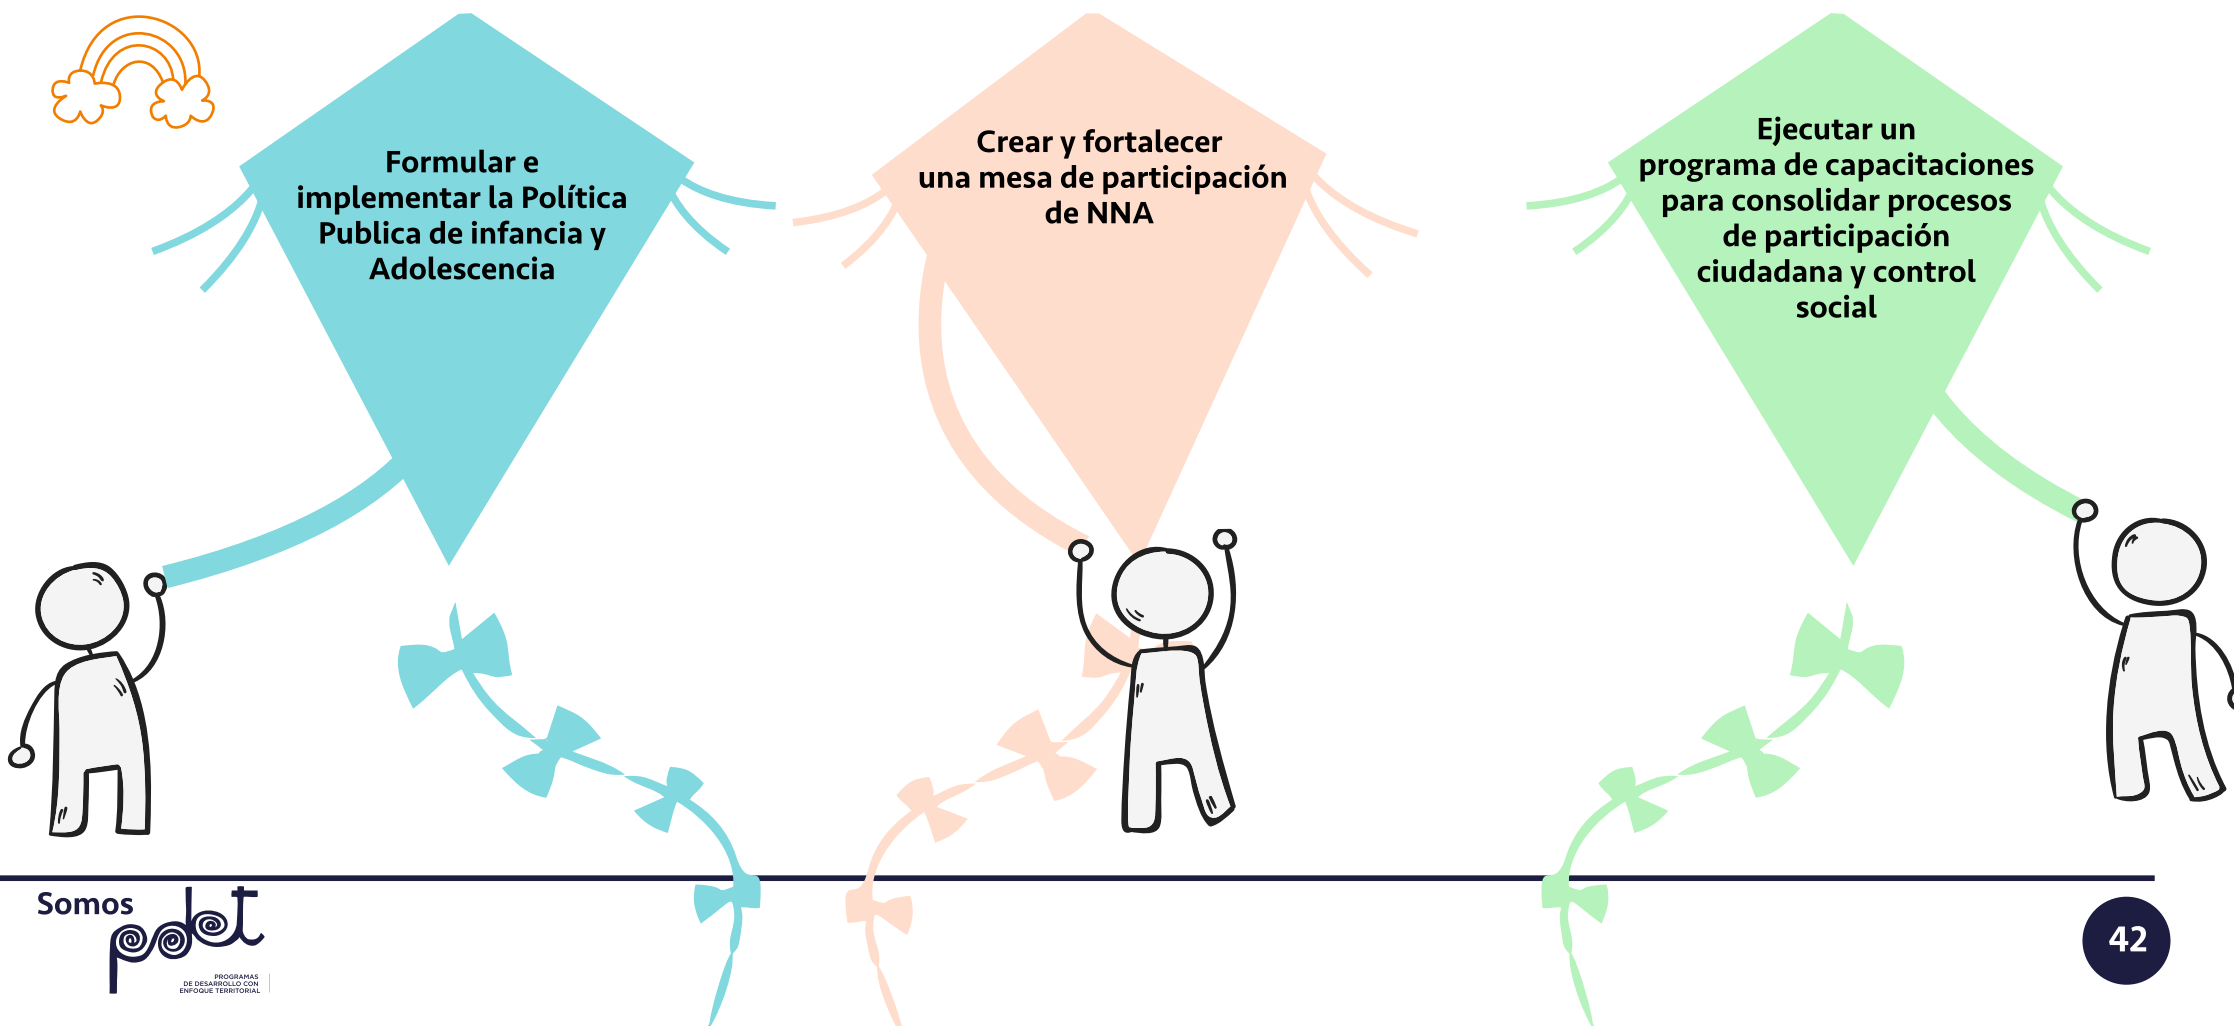 Formular e
implementar la Política
Publica de infancia y
Adolescencia
Crear y fortalecer
una mesa de participación
de NNA
Ejecutar un
programa de capacitaciones
para consolidar procesos
de participación
ciudadana y control
social
Somos
pdet
PROGRAMAS
DE DESARROLLO CON
ENFOQUE TERRITORIAL
42